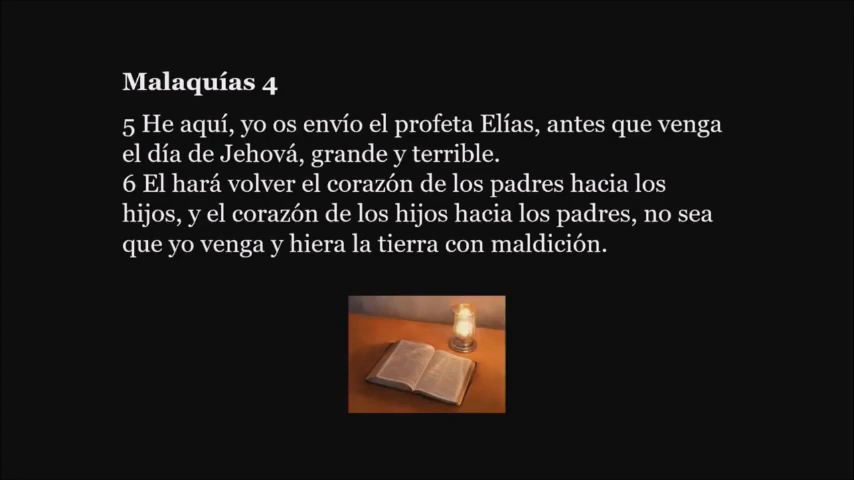 Malaquías 4
5 He aquí, yo os envío el profeta Elías, antes que venga
el día de Jehová, grande y terrible.
6 El hará volver el corazón de los padres hacia los
hijos, y el corazón de los hijos hacia los padres, no sea
que yo venga y hiera la tierra con maldición.